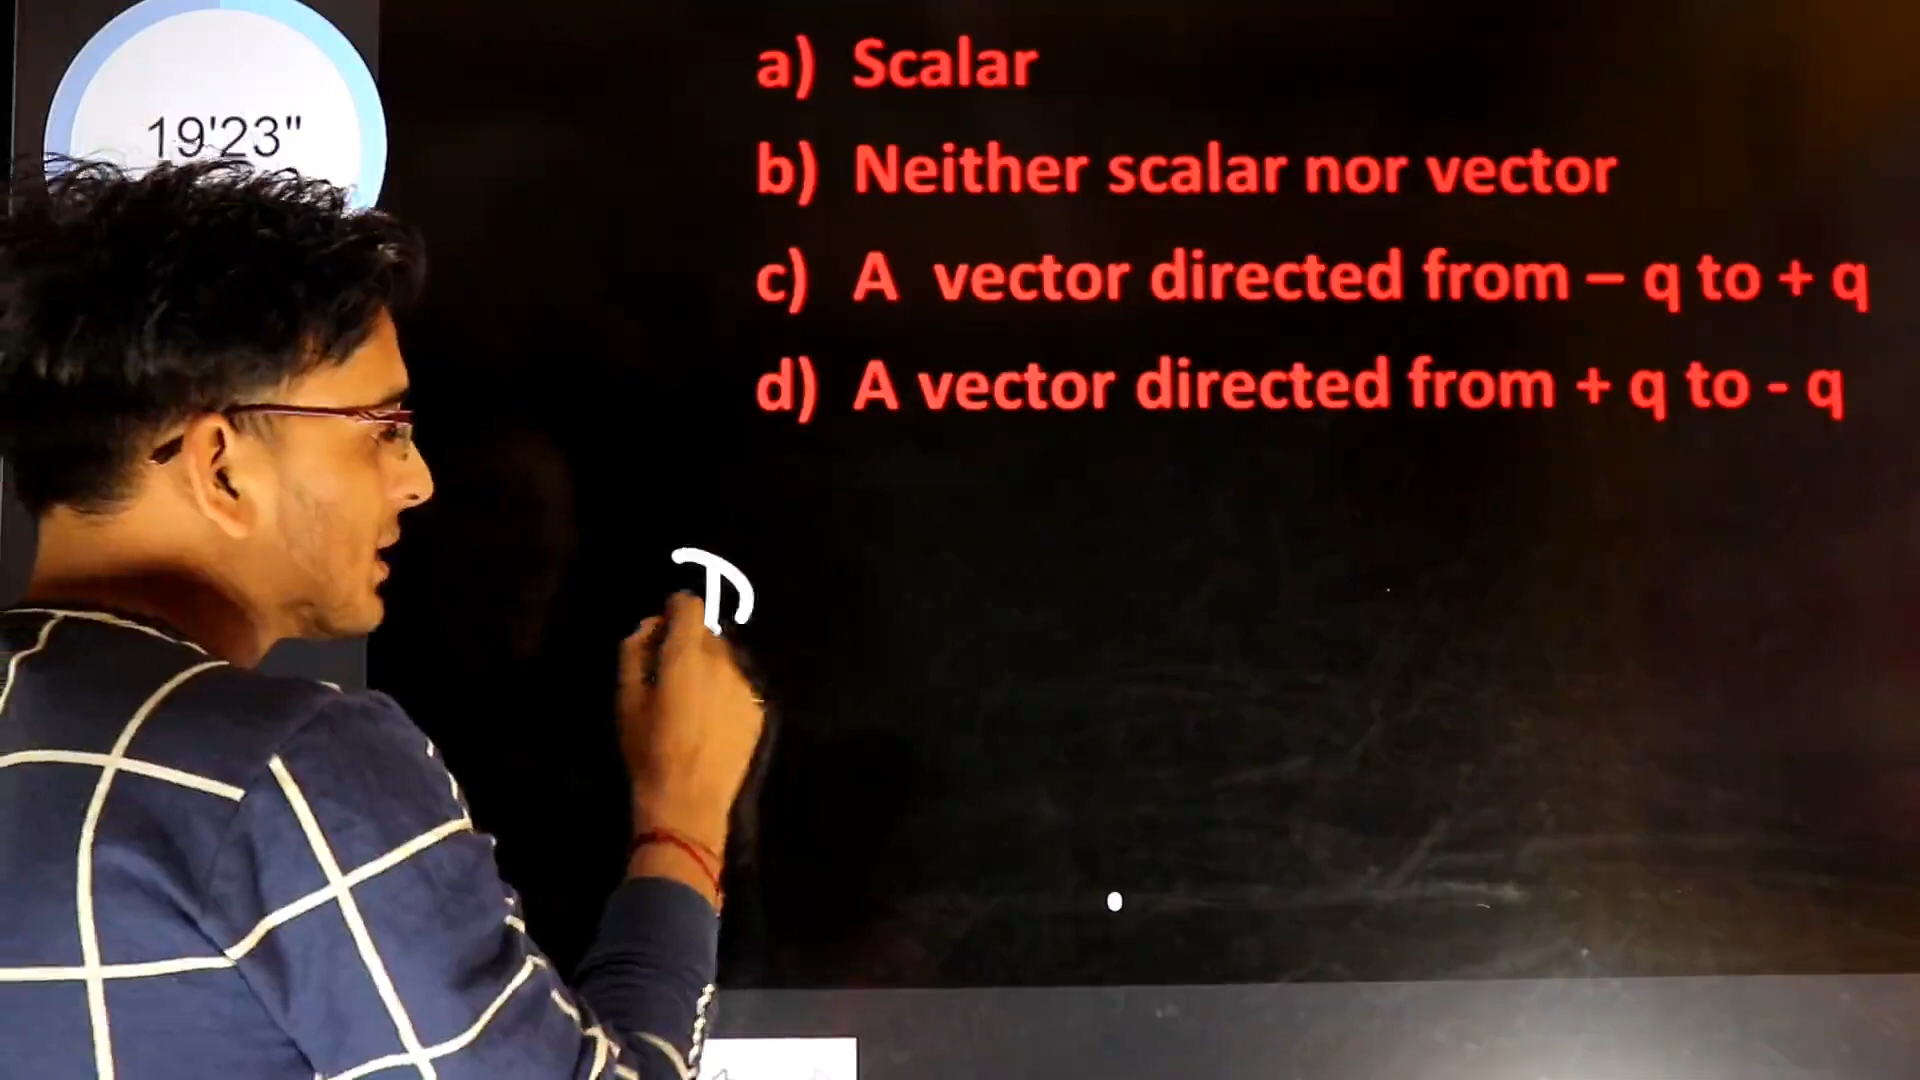 19'23"
a) Scalar
b) Neither scalar nor vector
c) A vector directed from – q to + q
d) A vector directed from + q to - q